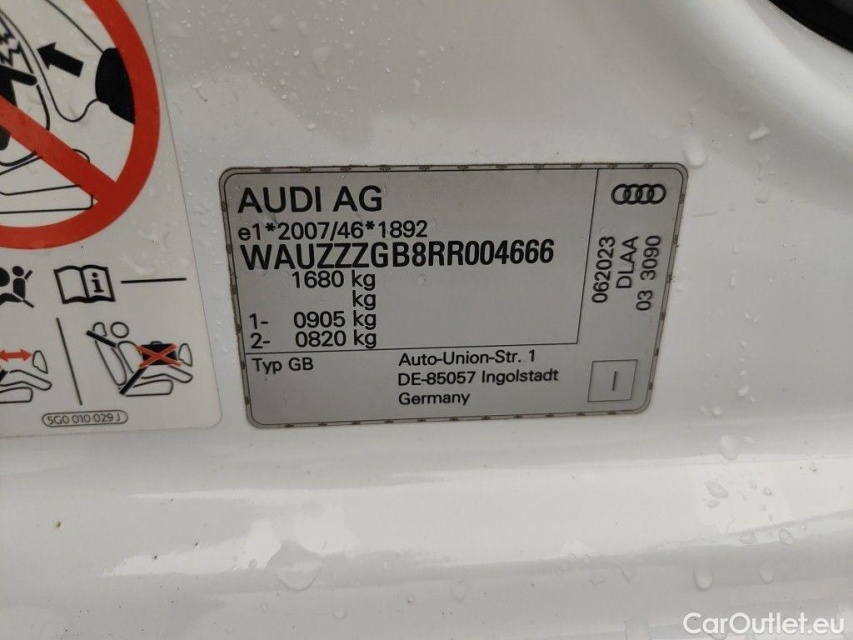 AUDI AG
e1*2007/46*1892
WAUZZZGB8RR004666
1680 kg
kg
1- 0905 kg
2- 0820 kg
Typ GB
Auto-Union-Str. 1
DE-85057 Ingolstadt
Germany
062023
DLAA
03 3090
I
i
5G0 010 029 J
CarOutlet.eu